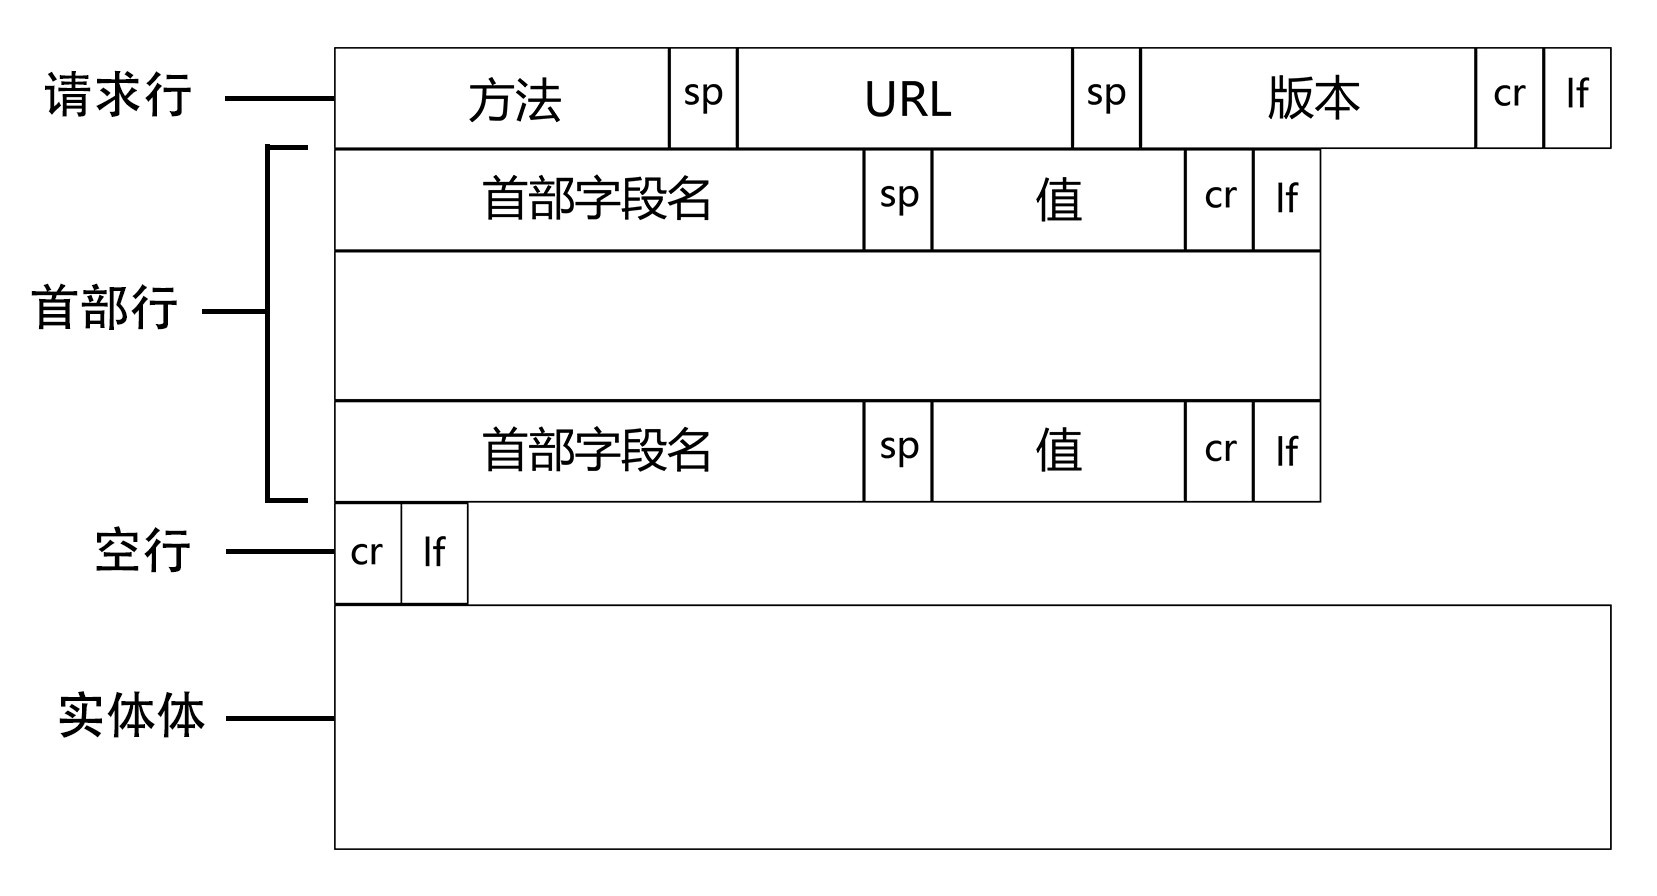 请求行 方法 sp URL sp 版本 cr lf
首部字段名 sp 值 cr lf
首部行
首部字段名 sp 值 cr lf
空行 cr lf
实体体